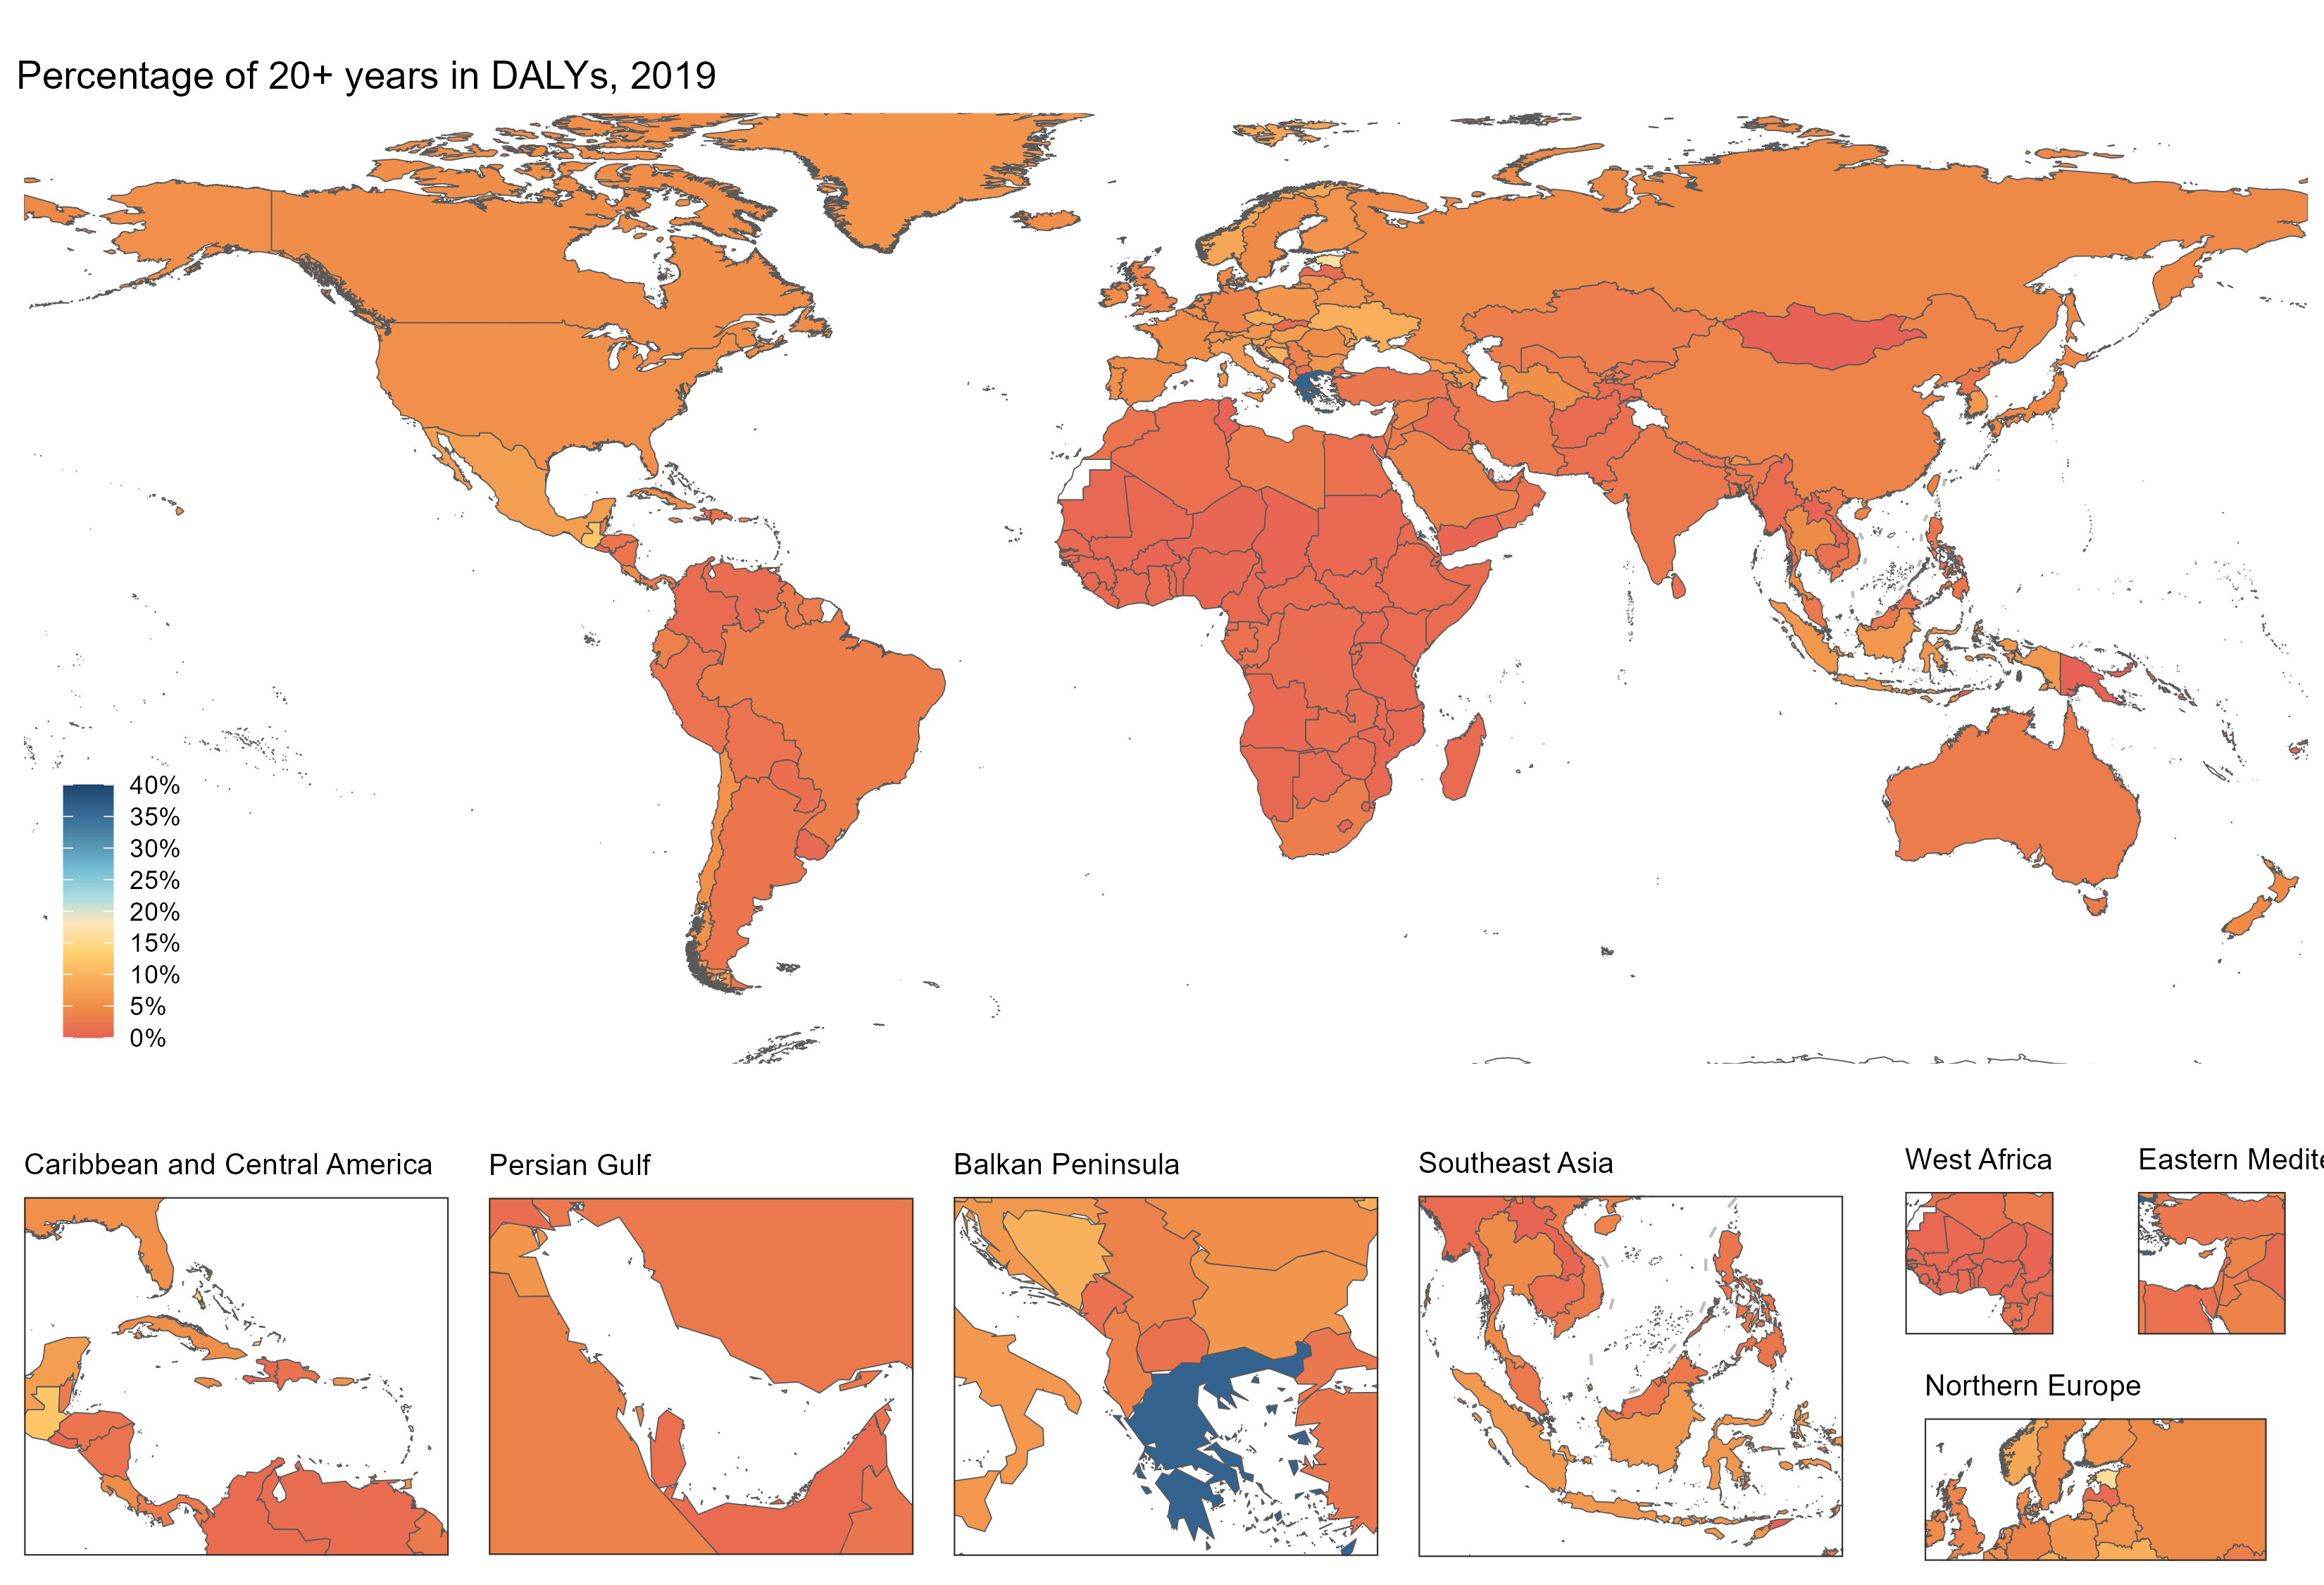 Percentage of 20+ years in DALYs, 2019
40%
35%
30%
25%
20%
15%
10%
5%
0%
Caribbean and Central America
Persian Gulf
Balkan Peninsula
Southeast Asia
West Africa
Eastern Medite
Northern Europe